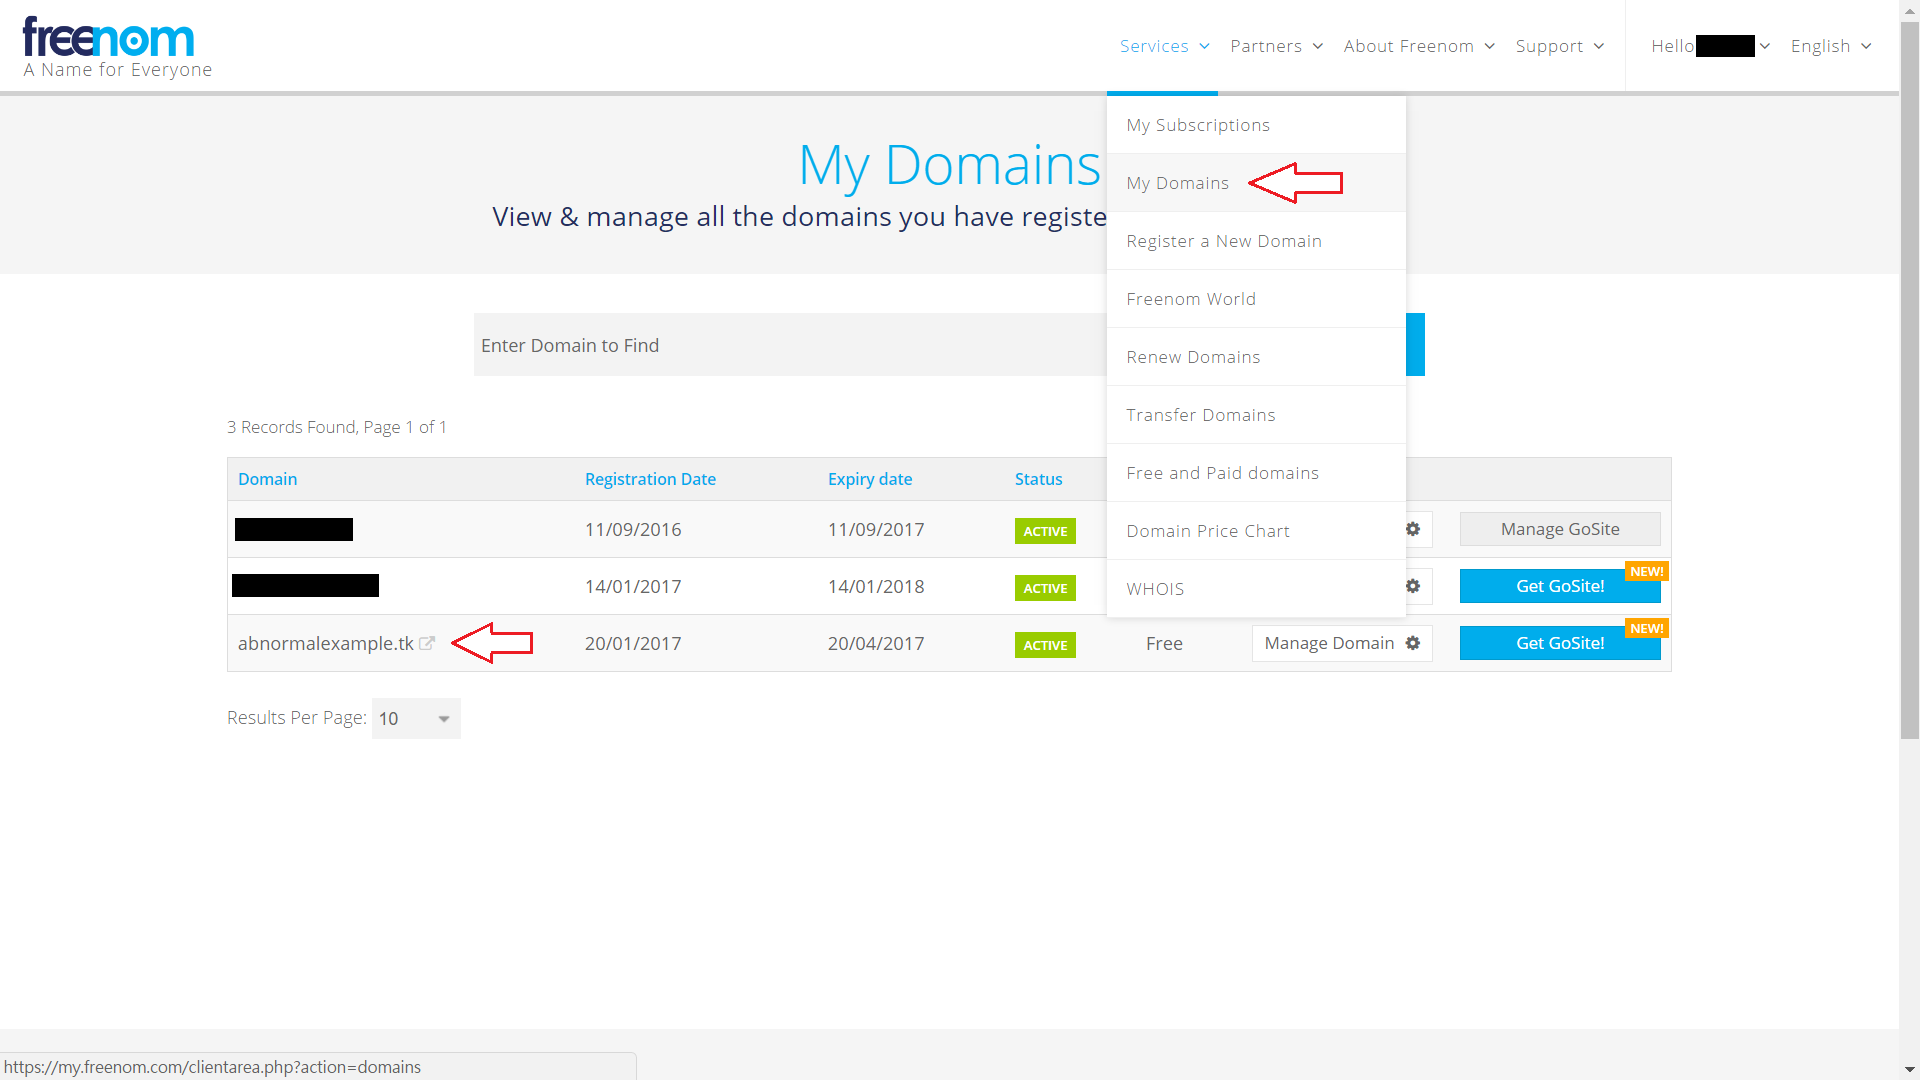 freenom
A Name for Everyone
Services Partners About Freenom Support Hello English
My Subscriptions
My Domains
Register a New Domain
Freenom World
Renew Domains
Transfer Domains
Free and Paid domains
Domain Price Chart
WHOIS
My Domains
View & manage all the domains you have registe
Enter Domain to Find
3 Records Found, Page 1 of 1
Domain Registration Date Expiry date Status
11/09/2016 11/09/2017 ACTIVE Manage GoSite
14/01/2017 14/01/2018 ACTIVE Get GoSite! NEW!
abnormalexample.tk 20/01/2017 20/04/2017 ACTIVE Free Manage Domain Get GoSite! NEW!
Results Per Page: 10
https://my.freenom.com/clientarea.php?action=domains